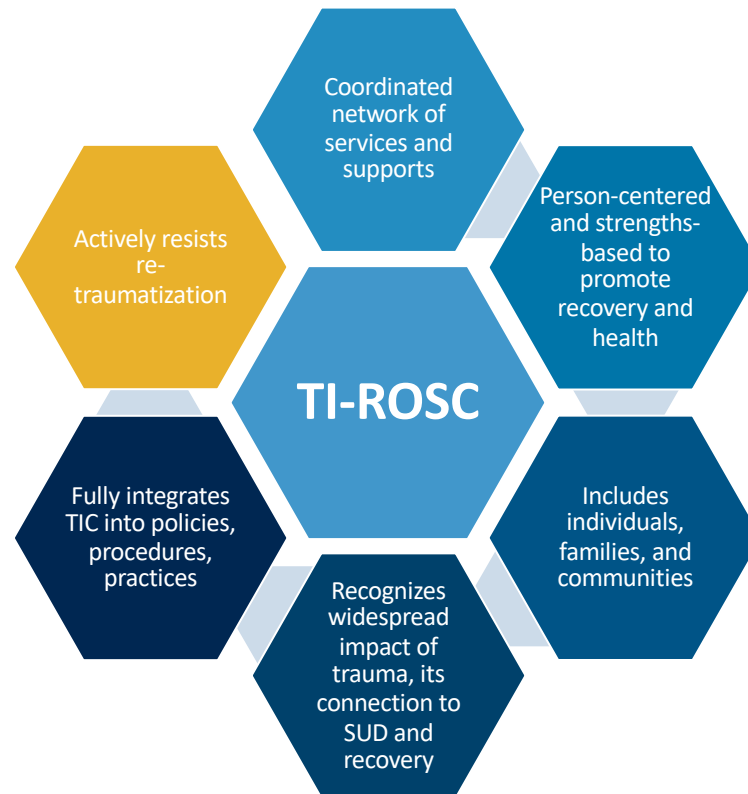 Coordinated
network of
services and
supports
Person-centered
and strengths-
based to
promote
recovery and
health
Includes
individuals,
families, and
communities
Recognizes
widespread
impact of
trauma, its
connection to
SUD and
recovery
Fully integrates
TIC into policies,
procedures,
practices
Actively resists
re-
traumatization
TI-ROSC